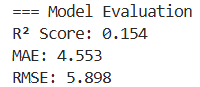 === Model Evaluation
R² Score: 0.154
MAE: 4.553
RMSE: 5.898